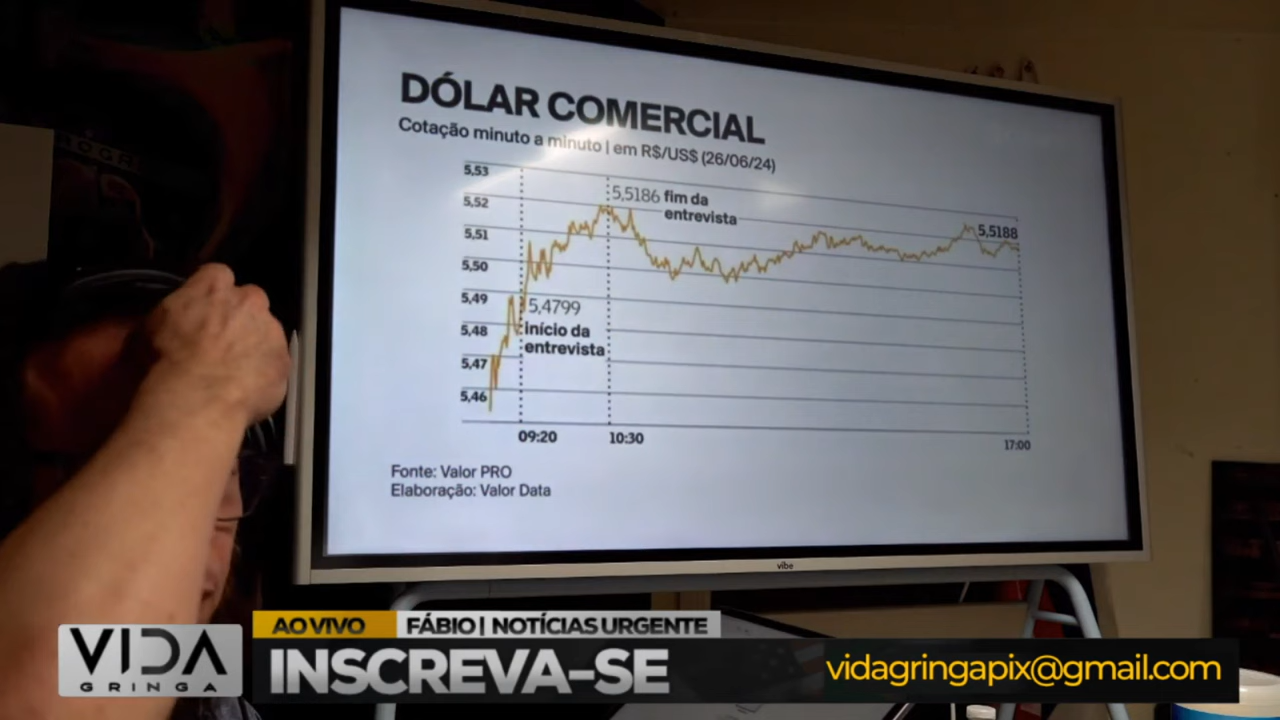 DÓLAR COMERCIAL
Cotação minuto a minuto | em R$/US$ (26/06/24)
5,53
5,52
5,51
5,50
5,49
5,48
5,47
5,46
5,5186 fim da
entrevista
5,5188
5,4799
início da
entrevista
09:20
10:30
17:00
Fonte: Valor PRO
Elaboração: Valor Data
vibe
AO VIVO
FÁBIO | NOTÍCIAS URGENTE
VIDA
GRINGA
INSCREVA-SE
vidagringapix@gmail.com